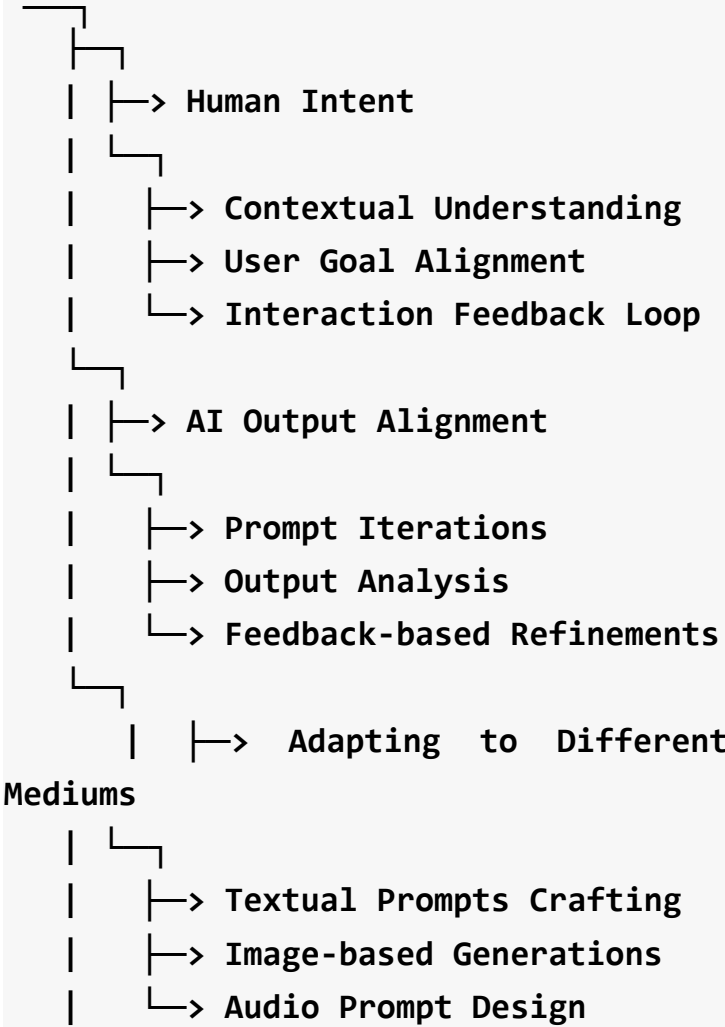 Human Intent
Contextual Understanding
User Goal Alignment
Interaction Feedback Loop
AI Output Alignment
Prompt Iterations
Output Analysis
Feedback-based Refinements
Adapting to Different
Mediums
Textual Prompts Crafting
Image-based Generations
Audio Prompt Design